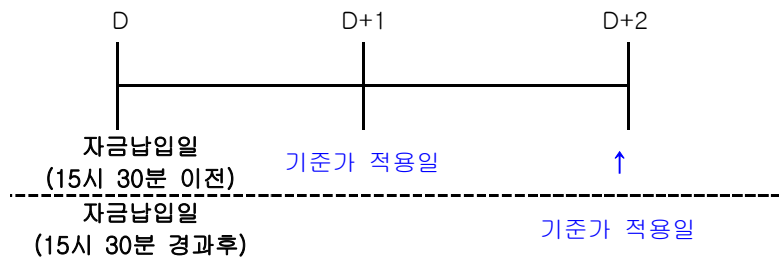 D D+1 D+2
자금납입일
(15시 30분 이전) 기준가 적용일 ↑
자금납입일
(15시 30분 경과후) 기준가 적용일